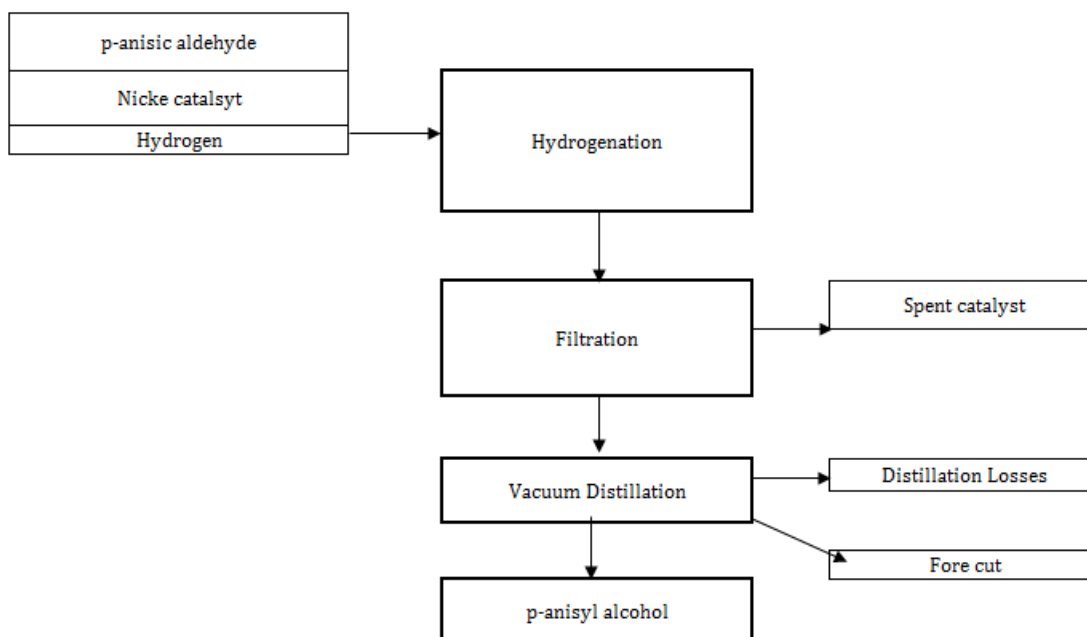 p-anisic aldehyde
Nicke catalsyt
Hydrogen
Hydrogenation
Filtration
Spent catalyst
Vacuum Distillation
Distillation Losses
Fore cut
p-anisyl alcohol